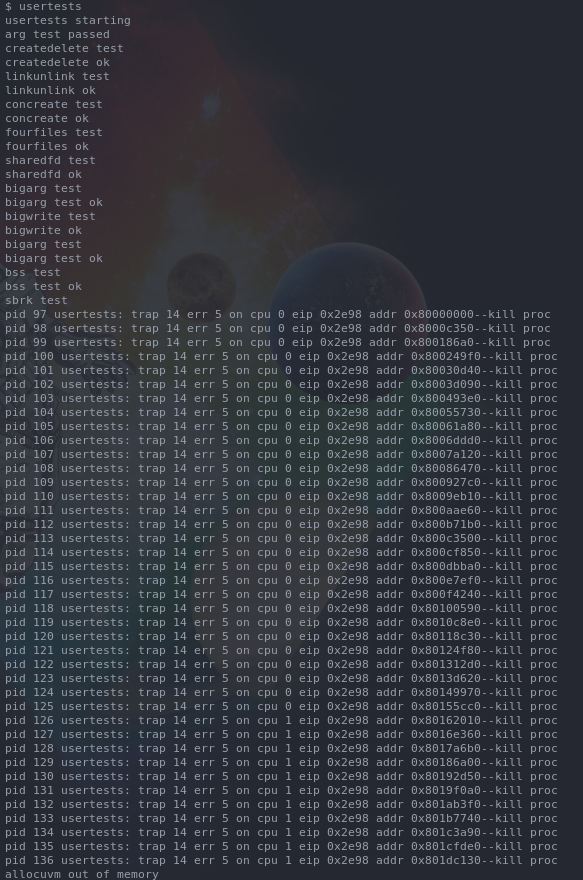 $ usertests
usertests starting
arg test passed
createdelete test
createdelete ok
linkunlink test
linkunlink ok
concreate test
concreate ok
fourfiles test
fourfiles ok
sharedfd test
sharedfd ok
bigarg test
bigarg test ok
bigwrite test
bigwrite ok
bigarg test
bigarg test ok
bss test
bss test ok
sbrk test
pid 97 usertests: trap 14 err 5 on cpu 0 eip 0x2e98 addr 0x80000000--kill proc
pid 98 usertests: trap 14 err 5 on cpu 0 eip 0x2e98 addr 0x8000c350--kill proc
pid 99 usertests: trap 14 err 5 on cpu 0 eip 0x2e98 addr 0x800186a0--kill proc
pid 100 usertests: trap 14 err 5 on cpu 0 eip 0x2e98 addr 0x800249f0--kill proc
pid 101 usertests: trap 14 err 5 on cpu 0 eip 0x2e98 addr 0x80030d40--kill proc
pid 102 usertests: trap 14 err 5 on cpu 0 eip 0x2e98 addr 0x8003d090--kill proc
pid 103 usertests: trap 14 err 5 on cpu 0 eip 0x2e98 addr 0x800493e0--kill proc
pid 104 usertests: trap 14 err 5 on cpu 0 eip 0x2e98 addr 0x80055730--kill proc
pid 105 usertests: trap 14 err 5 on cpu 0 eip 0x2e98 addr 0x80061a80--kill proc
pid 106 usertests: trap 14 err 5 on cpu 0 eip 0x2e98 addr 0x8006ddd0--kill proc
pid 107 usertests: trap 14 err 5 on cpu 0 eip 0x2e98 addr 0x8007a120--kill proc
pid 108 usertests: trap 14 err 5 on cpu 0 eip 0x2e98 addr 0x80086470--kill proc
pid 109 usertests: trap 14 err 5 on cpu 0 eip 0x2e98 addr 0x800927c0--kill proc
pid 110 usertests: trap 14 err 5 on cpu 0 eip 0x2e98 addr 0x8009eb10--kill proc
pid 111 usertests: trap 14 err 5 on cpu 0 eip 0x2e98 addr 0x800aae60--kill proc
pid 112 usertests: trap 14 err 5 on cpu 0 eip 0x2e98 addr 0x800b71b0--kill proc
pid 113 usertests: trap 14 err 5 on cpu 0 eip 0x2e98 addr 0x800c3500--kill proc
pid 114 usertests: trap 14 err 5 on cpu 0 eip 0x2e98 addr 0x800cf850--kill proc
pid 115 usertests: trap 14 err 5 on cpu 0 eip 0x2e98 addr 0x800dbba0--kill proc
pid 116 usertests: trap 14 err 5 on cpu 0 eip 0x2e98 addr 0x800e7ef0--kill proc
pid 117 usertests: trap 14 err 5 on cpu 0 eip 0x2e98 addr 0x800f4240--kill proc
pid 118 usertests: trap 14 err 5 on cpu 0 eip 0x2e98 addr 0x80100590--kill proc
pid 119 usertests: trap 14 err 5 on cpu 0 eip 0x2e98 addr 0x8010c8e0--kill proc
pid 120 usertests: trap 14 err 5 on cpu 0 eip 0x2e98 addr 0x80118c30--kill proc
pid 121 usertests: trap 14 err 5 on cpu 0 eip 0x2e98 addr 0x80124f80--kill proc
pid 122 usertests: trap 14 err 5 on cpu 0 eip 0x2e98 addr 0x801312d0--kill proc
pid 123 usertests: trap 14 err 5 on cpu 0 eip 0x2e98 addr 0x8013d620--kill proc
pid 124 usertests: trap 14 err 5 on cpu 0 eip 0x2e98 addr 0x80149970--kill proc
pid 125 usertests: trap 14 err 5 on cpu 0 eip 0x2e98 addr 0x80155cc0--kill proc
pid 126 usertests: trap 14 err 5 on cpu 1 eip 0x2e98 addr 0x80162010--kill proc
pid 127 usertests: trap 14 err 5 on cpu 1 eip 0x2e98 addr 0x8016e360--kill proc
pid 128 usertests: trap 14 err 5 on cpu 1 eip 0x2e98 addr 0x8017a6b0--kill proc
pid 129 usertests: trap 14 err 5 on cpu 1 eip 0x2e98 addr 0x80186a00--kill proc
pid 130 usertests: trap 14 err 5 on cpu 1 eip 0x2e98 addr 0x80192d50--kill proc
pid 131 usertests: trap 14 err 5 on cpu 1 eip 0x2e98 addr 0x8019f0a0--kill proc
pid 132 usertests: trap 14 err 5 on cpu 1 eip 0x2e98 addr 0x801ab3f0--kill proc
pid 133 usertests: trap 14 err 5 on cpu 1 eip 0x2e98 addr 0x801b7740--kill proc
pid 134 usertests: trap 14 err 5 on cpu 1 eip 0x2e98 addr 0x801c3a90--kill proc
pid 135 usertests: trap 14 err 5 on cpu 1 eip 0x2e98 addr 0x801cfde0--kill proc
pid 136 usertests: trap 14 err 5 on cpu 1 eip 0x2e98 addr 0x801dc130--kill proc
allocuvm out of memory